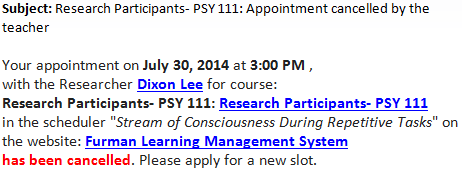 Subject: Research Participants- PSY 111: Appointment cancelled by the
teacher
Your appointment on July 30, 2014 at 3:00 PM ,
with the Researcher Dixon Lee for course:
Research Participants- PSY 111: Research Participants- PSY 111
in the scheduler "Stream of Consciousness During Repetitive Tasks" on
the website: Furman Learning Management System
has been cancelled. Please apply for a new slot.